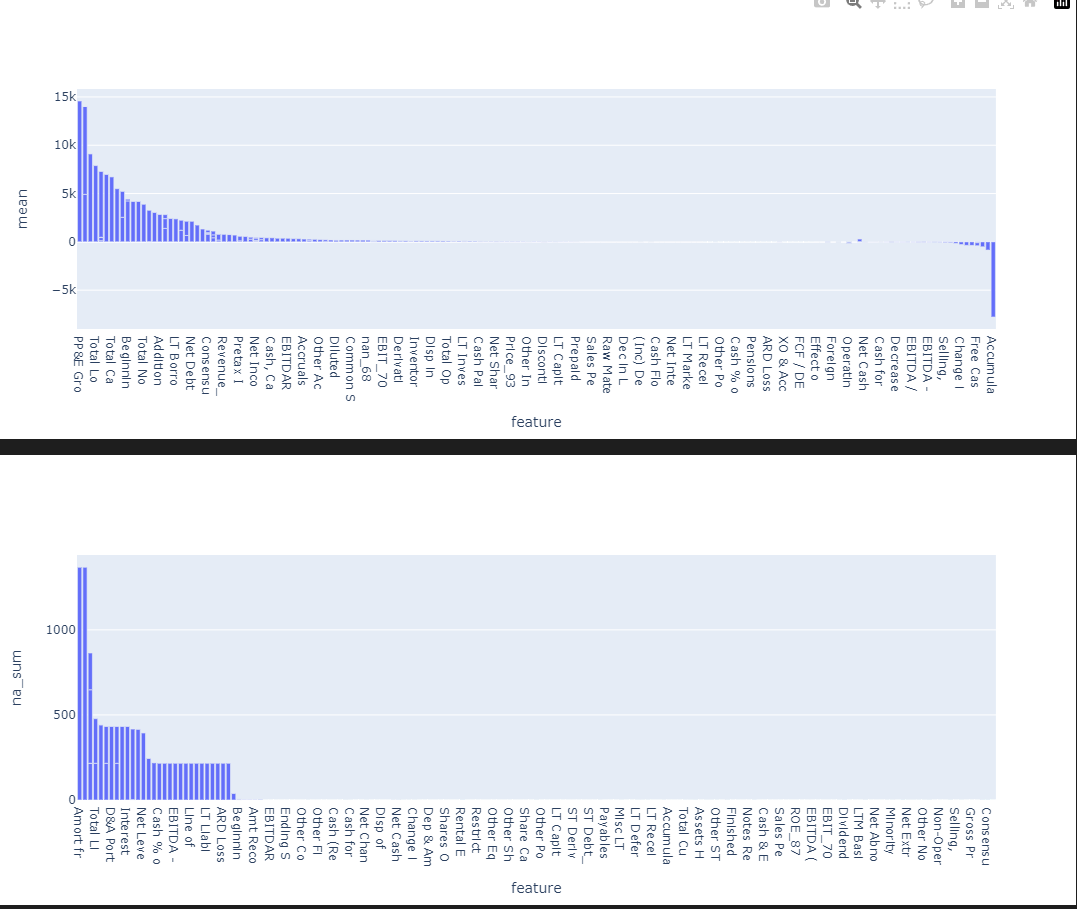 15k
10k
5k
0
−5k
mean
PP&E Gro
Total Lo
Total Ca
Beginnin
Total No
Addition
LT Borro
Net Debt
Consensu
Revenue_
Pretax I
Net Inco
Cash, Ca
EBITDAR
Accruals
Other Ac
Diluted
Common S
nan_68
EBIT_70
Derivati
Inventor
Disp In
Total Op
LT Inves
Cash Pai
Net Shar
Price_93
Other In
Disconti
LT Capit
Prepaid
Sales Pe
Raw Mate
Dec In L
(Inc) De
Cash Flo
Net Inte
LT Marke
LT Recei
Other Po
Cash % o
Pensions
ARD Loss
XO & Acc
FCF / DE
Effect o
Foreign
Operatin
Net Cash
Cash for
Decrease
EBITDA /
EBITDA -
Selling,
Change I
Free Cas
Accumula
feature
1000
500
0
na_sum
Amort fr
Total Li
D&A Port
Interest
Net Leve
Cash % o
EBITDA -
Line of
LT Liabl
ARD Loss
Beginnin
Amt Reco
EBITDAR
Ending S
Other Co
Other Fi
Cash (Re
Cash for
Net Chan
Disp of
Net Cash
Change I
Dep & Am
Shares O
Rental E
Restrict
Other Eq
Other Sh
Share Ca
Other Po
LT Capit
ST Deriv
ST Debt_
Payables
Misc LT
LT Defer
LT Recei
Accumula
Total Cu
Assets H
Other ST
Finished
Notes Re
Cash & E
Sales Pe
ROE_87
EBITDA (
EBIT_70
Dividend
LTM Basi
Net Abno
Minority
Net Extr
Other No
Non-Oper
Selling,
Gross Pr
Consensu
feature